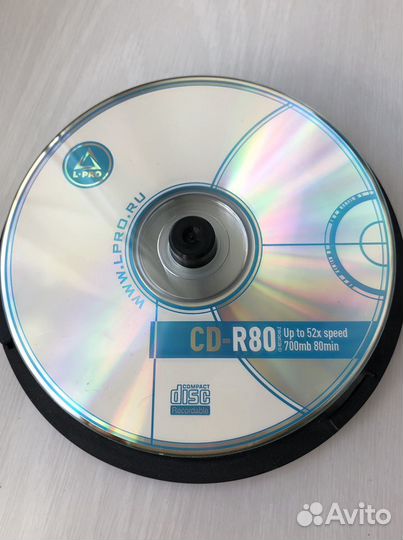 L-PRO
WWW.LPRO.RU
CD-R80
Up to 52x speed
700mb 80min
COMPACT
disc
Recordable
Avito